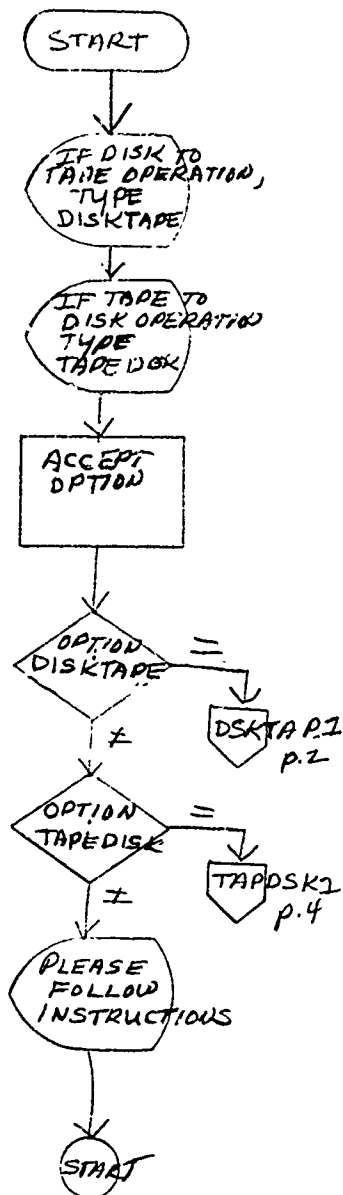 START
IF DISK TO
TAPE OPERATION,
TYPE
DISKTAPE
IF TAPE TO
DISK OPERATION
TYPE
ACCEPT
OPTION
OPTION
DISKTAPE
=
≠
DSKTAP1
p.2
OPTION
TAPEDISK
=
≠
TAPDSK1
p.4
PLEASE
FOLLOW
INSTRUCTIONS
START